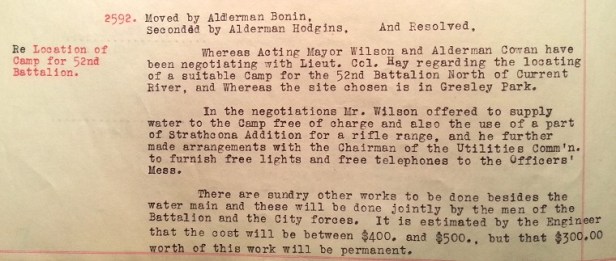 2592. Moved by Alderman Bonin,
Seconded by Alderman Hodgins, And Resolved,
Re Location of
Camp for 52nd
Battalion.
Whereas Acting Mayor Wilson and Alderman Cowan have
been negotiating with Lieut. Col. Hay regarding the locating
of a suitable Camp for the 52nd Battalion North of Current
River, and Whereas the site chosen is in Gresley Park.
In the negotiations Mr. Wilson offered to supply
water to the Camp free of charge and also the use of a part
of Strathcona Addition for a rifle range, and he further
made arrangements with the Chairman of the Utilities Comm'n.
to furnish free lights and free telephones to the Officers'
Mess.
There are sundry other works to be done besides the
water main and these will be done jointly by the men of the
Battalion and the City forces. It is estimated by the Engineer
that the cost will be between $400. and $500., but that $300.00
worth of this work will be permanent.